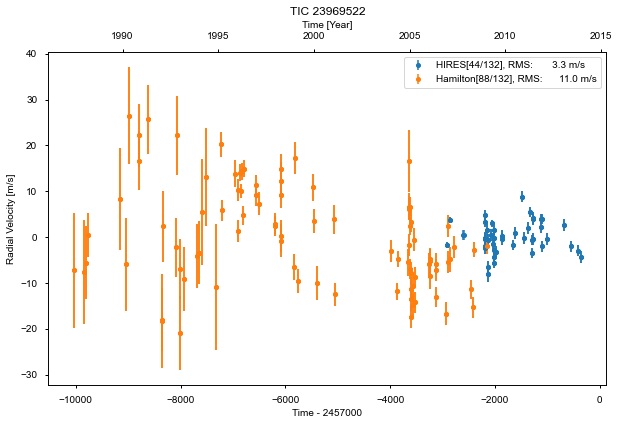 TIC 23969522
Time [Year]
1990 1995 2000 2005 2010 2015
HIRES[44/132], RMS: 3.3 m/s
Hamilton[88/132], RMS: 11.0 m/s
Radial Velocity [m/s]
40
30
20
10
0
−10
−20
−30
−10000 −8000 −6000 −4000 −2000 0
Time - 2457000